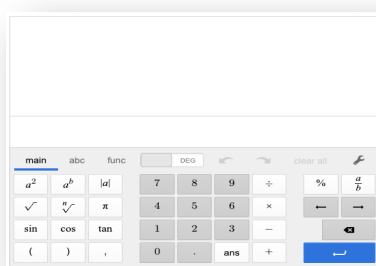 main abc func DEG clear all
a² aᵇ |a| 7 8 9 ÷ % a/b
√ ⁿ√ π 4 5 6 × ← →
sin cos tan 1 2 3 −
( ) , 0 . ans +